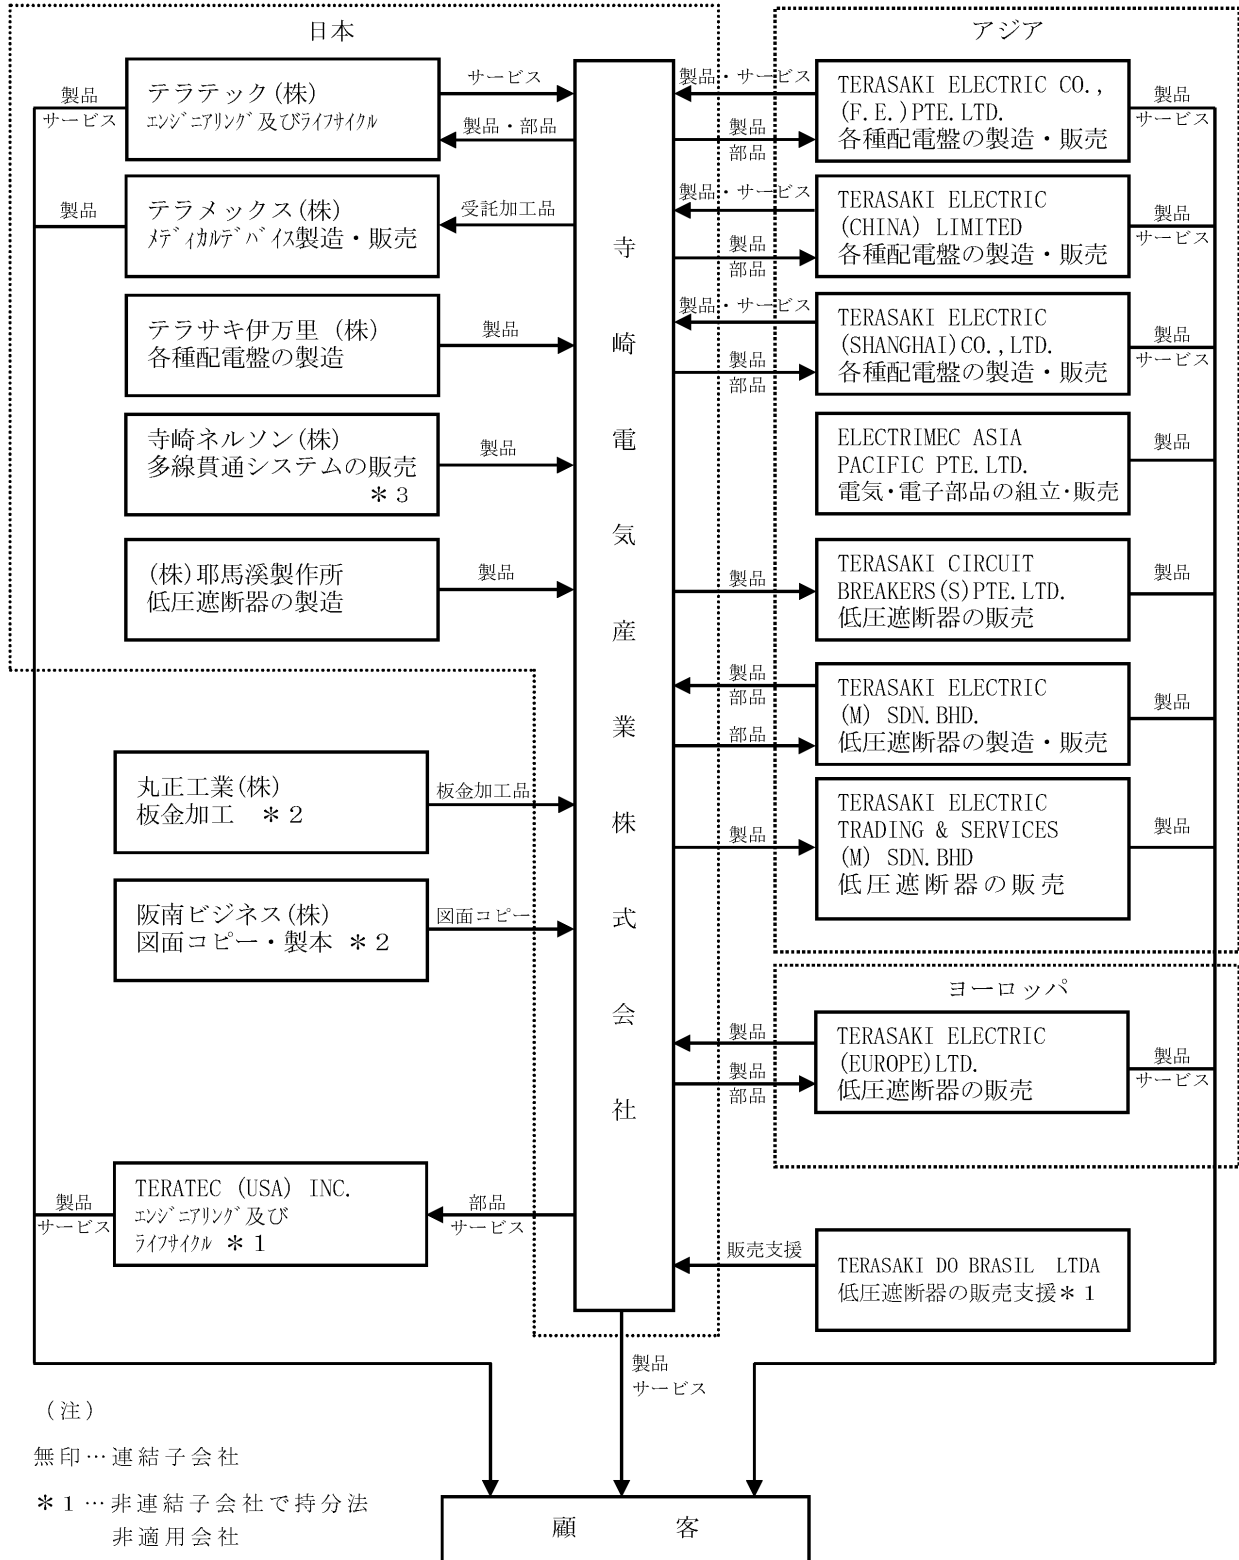 日本
テラテック(株)
エンジニアリング及びライフサイクル
製品
サービス
サービス
製品・部品
テラメックス(株)
メディカルデバイス製造・販売
製品
受託加工品
テラサキ伊万里 (株)
各種配電盤の製造
製品
寺崎ネルソン(株)
多線貫通システムの販売
＊３
製品
(株)耶馬溪製作所
低圧遮断器の製造
製品
丸正工業(株)
板金加工　＊２
板金加工品
阪南ビジネス(株)
図面コピー・製本 ＊２
図面コピー
TERATEC (USA) INC.
エンジニアリング及び
ライフサイクル ＊１
製品
サービス
部品
サービス
寺崎電気産業株式会社
アジア
TERASAKI ELECTRIC CO.,
(F.E.)PTE.LTD.
各種配電盤の製造・販売
製品・サービス
製品
部品
製品
サービス
TERASAKI ELECTRIC
(CHINA) LIMITED
各種配電盤の製造・販売
製品・サービス
製品
部品
製品
サービス
TERASAKI ELECTRIC
(SHANGHAI)CO.,LTD.
各種配電盤の製造・販売
製品・サービス
製品
部品
製品
サービス
ELECTRIMEC ASIA
PACIFIC PTE.LTD.
電気・電子部品の組立・販売
製品
TERASAKI CIRCUIT
BREAKERS(S)PTE.LTD.
低圧遮断器の販売
製品
製品
TERASAKI ELECTRIC
(M) SDN.BHD.
低圧遮断器の製造・販売
製品
部品
部品
製品
TERASAKI ELECTRIC
TRADING & SERVICES
(M) SDN.BHD
低圧遮断器の販売
製品
製品
ヨーロッパ
TERASAKI ELECTRIC
(EUROPE)LTD.
低圧遮断器の販売
製品
製品
部品
製品
サービス
TERASAKI DO BRASIL LTDA
低圧遮断器の販売支援＊１
販売支援
製品
サービス
顧客
(注)
無印…連結子会社
＊１…非連結子会社で持分法
非適用会社